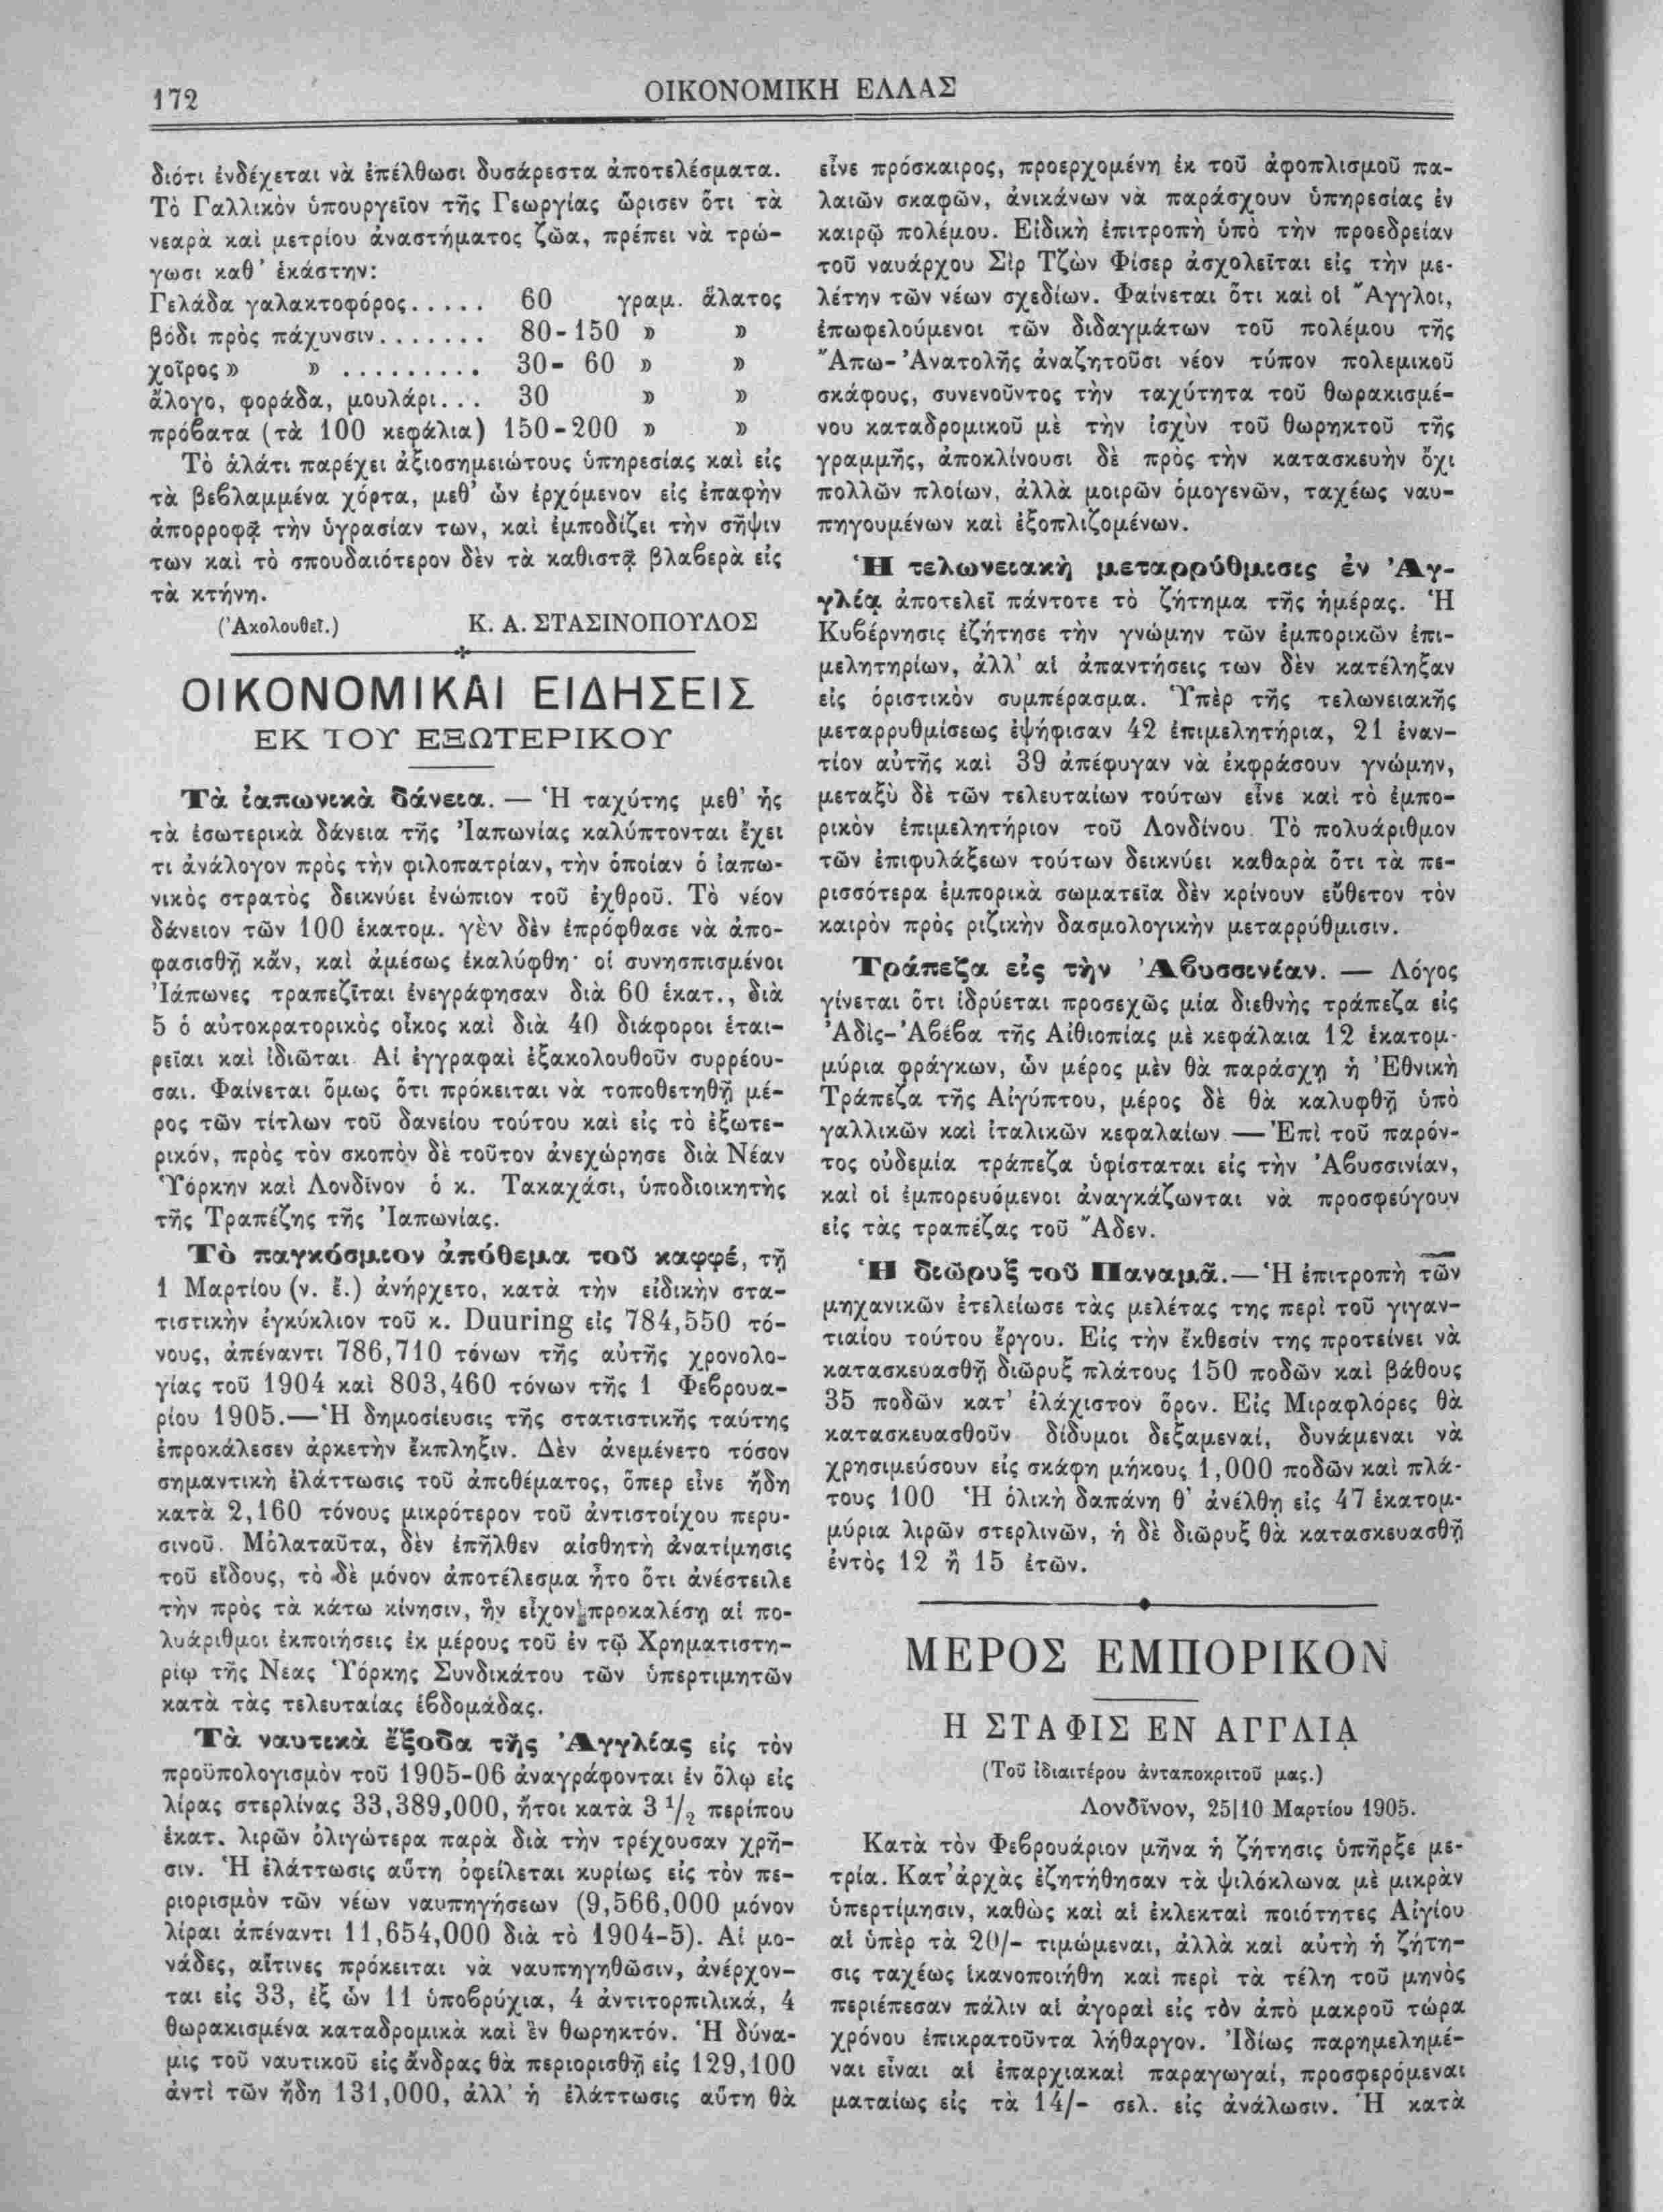 172
ΟΙΚΟΝΟΜΙΚΗ ΕΛΛΑΣ
διότι ἐνδέχεται νὰ ἐπέλθωσι δυσάρεστα ἀποτελέσματα.
Τὸ Γαλλικὸν ὑπουργεῖον τῆς Γεωργίας ὥρισεν ὅτι τὰ
νεαρὰ καὶ μετρίου ἀναστήματος ζῶα, πρέπει νὰ τρώ-
γωσι καθ' ἑκάστην:
Γελάδα γαλακτοφόρος..... 60 γραμ. ἅλατος
βόδι πρὸς πάχυνσιν....... 80-150 » »
χοῖρος » » ......... 30- 60 » »
ἄλογο, φοράδα, μουλάρι... 30 » »
πρόβατα (τὰ 100 κεφάλια) 150-200 » »
Τὸ ἁλάτι παρέχει ἀξιοσημειώτους ὑπηρεσίας καὶ εἰς
τὰ βεβλαμμένα χόρτα, μεθ' ὧν ἐρχόμενον εἰς ἐπαφὴν
ἀπορροφᾷ τὴν ὑγρασίαν των, καὶ ἐμποδίζει τὴν σῆψιν
των καὶ τὸ σπουδαιότερον δὲν τὰ καθιστᾷ βλαβερὰ εἰς
τὰ κτήνη.
('Ακολουθεῖ.) Κ. Α. ΣΤΑΣΙΝΟΠΟΥΛΟΣ
ΟΙΚΟΝΟΜΙΚΑΙ ΕΙΔΗΣΕΙΣ
ΕΚ ΤΟΥ ΕΞΩΤΕΡΙΚΟΥ
Τὰ ἰαπωνικὰ δάνεια. — Ἡ ταχύτης μεθ' ἧς
τὰ ἐσωτερικὰ δάνεια τῆς Ἰαπωνίας καλύπτονται ἔχει
τι ἀνάλογον πρὸς τὴν φιλοπατρίαν, τὴν ὁποίαν ὁ ἰαπω-
νικὸς στρατὸς δεικνύει ἐνώπιον τοῦ ἐχθροῦ. Τὸ νέον
δάνειον τῶν 100 ἑκατομ. γὲν δὲν ἐπρόφθασε νὰ ἀπο-
φασισθῇ κἄν, καὶ ἀμέσως ἐκαλύφθη· οἱ συνησπισμένοι
Ἰάπωνες τραπεζῖται ἐνεγράφησαν διὰ 60 ἑκατ., διὰ
5 ὁ αὐτοκρατορικὸς οἶκος καὶ διὰ 40 διάφοροι ἑται-
ρεῖαι καὶ ἰδιῶται. Αἱ ἐγγραφαὶ ἐξακολουθοῦν συρρέου-
σαι. Φαίνεται ὅμως ὅτι πρόκειται νὰ τοποθετηθῇ μέ-
ρος τῶν τίτλων τοῦ δανείου τούτου καὶ εἰς τὸ ἐξωτε-
ρικόν, πρὸς τὸν σκοπὸν δὲ τοῦτον ἀνεχώρησε διὰ Νέαν
Ὑόρκην καὶ Λονδῖνον ὁ κ. Τακαχάσι, ὑποδιοικητὴς
τῆς Τραπέζης τῆς Ἰαπωνίας.
Τὸ παγκόσμιον ἀπόθεμα τοῦ καφφέ, τῇ
1 Μαρτίου (ν. ἔ.) ἀνήρχετο, κατὰ τὴν εἰδικὴν στα-
τιστικὴν ἐγκύκλιον τοῦ κ. Duuring εἰς 784,550 τό-
νους, ἀπέναντι 786,710 τόνων τῆς αὐτῆς χρονολο-
γίας τοῦ 1904 καὶ 803,460 τόνων τῆς 1 Φεβρουα-
ρίου 1905.—Ἡ δημοσίευσις τῆς στατιστικῆς ταύτης
ἐπροκάλεσεν ἀρκετὴν ἔκπληξιν. Δὲν ἀνεμένετο τόσον
σημαντικὴ ἐλάττωσις τοῦ ἀποθέματος, ὅπερ εἶνε ἤδη
κατὰ 2,160 τόνους μικρότερον τοῦ ἀντιστοίχου περυ-
σινοῦ. Μόλαταῦτα, δὲν ἐπῆλθεν αἰσθητὴ ἀνατίμησις
τοῦ εἴδους, τὸ δὲ μόνον ἀποτέλεσμα ἦτο ὅτι ἀνέστειλε
τὴν πρὸς τὰ κάτω κίνησιν, ἣν εἶχον προκαλέσῃ αἱ πο-
λυάριθμοι ἐκποιήσεις ἐκ μέρους τοῦ ἐν τῷ Χρηματιστη-
ρίῳ τῆς Νέας Ὑόρκης Συνδικάτου τῶν ὑπερτιμητῶν
κατὰ τὰς τελευταίας ἑβδομάδας.
Τὰ ναυτικὰ ἔξοδα τῆς Ἀγγλίας εἰς τὸν
προϋπολογισμὸν τοῦ 1905-06 ἀναγράφονται ἐν ὅλῳ εἰς
λίρας στερλίνας 33,389,000, ἤτοι κατὰ 3 1/2 περίπου
ἑκατ. λιρῶν ὀλιγώτερα παρὰ διὰ τὴν τρέχουσαν χρῆ-
σιν. Ἡ ἐλάττωσις αὕτη ὀφείλεται κυρίως εἰς τὸν πε-
ριορισμὸν τῶν νέων ναυπηγήσεων (9,566,000 μόνον
λίραι ἀπέναντι 11,654,000 διὰ τὸ 1904-5). Αἱ μο-
νάδες, αἵτινες πρόκειται νὰ ναυπηγηθῶσιν, ἀνέρχον-
ται εἰς 33, ἐξ ὧν 11 ὑποβρύχια, 4 ἀντιτορπιλικά, 4
θωρακισμένα καταδρομικὰ καὶ ἓν θωρηκτόν. Ἡ δύνα-
μις τοῦ ναυτικοῦ εἰς ἄνδρας θὰ περιορισθῇ εἰς 129,100
ἀντὶ τῶν ἤδη 131,000, ἀλλ' ἡ ἐλάττωσις αὕτη θὰ
εἶνε πρόσκαιρος, προερχομένη ἐκ τοῦ ἀφοπλισμοῦ πα-
λαιῶν σκαφῶν, ἀνικάνων νὰ παράσχουν ὑπηρεσίας ἐν
καιρῷ πολέμου. Εἰδικὴ ἐπιτροπὴ ὑπὸ τὴν προεδρείαν
τοῦ ναυάρχου Σὶρ Τζὼν Φίσερ ἀσχολεῖται εἰς τὴν με-
λέτην τῶν νέων σχεδίων. Φαίνεται ὅτι καὶ οἱ Ἄγγλοι,
ἐπωφελούμενοι τῶν διδαγμάτων τοῦ πολέμου τῆς
Ἄπω-Ἀνατολῆς ἀναζητοῦσι νέον τύπον πολεμικοῦ
σκάφους, συνενοῦντος τὴν ταχύτητα τοῦ θωρακισμέ-
νου καταδρομικοῦ μὲ τὴν ἰσχὺν τοῦ θωρηκτοῦ τῆς
γραμμῆς, ἀποκλίνουσι δὲ πρὸς τὴν κατασκευὴν ὄχι
πολλῶν πλοίων, ἀλλὰ μοιρῶν ὁμογενῶν, ταχέως ναυ-
πηγουμένων καὶ ἐξοπλιζομένων.
Ἡ τελωνειακὴ μεταρρύθμισις ἐν Ἀγ-
γλίᾳ ἀποτελεῖ πάντοτε τὸ ζήτημα τῆς ἡμέρας. Ἡ
Κυβέρνησις ἐζήτησε τὴν γνώμην τῶν ἐμπορικῶν ἐπι-
μελητηρίων, ἀλλ' αἱ ἀπαντήσεις των δὲν κατέληξαν
εἰς ὁριστικὸν συμπέρασμα. Ὑπὲρ τῆς τελωνειακῆς
μεταρρυθμίσεως ἐψήφισαν 42 ἐπιμελητήρια, 21 ἐναν-
τίον αὐτῆς καὶ 39 ἀπέφυγαν νὰ ἐκφράσουν γνώμην,
μεταξὺ δὲ τῶν τελευταίων τούτων εἶνε καὶ τὸ ἐμπο-
ρικὸν ἐπιμελητήριον τοῦ Λονδίνου. Τὸ πολυάριθμον
τῶν ἐπιφυλάξεων τούτων δεικνύει καθαρὰ ὅτι τὰ πε-
ρισσότερα ἐμπορικὰ σωματεῖα δὲν κρίνουν εὔθετον τὸν
καιρὸν πρὸς ριζικὴν δασμολογικὴν μεταρρύθμισιν.
Τράπεζα εἰς τὴν Ἀβυσσινίαν. — Λόγος
γίνεται ὅτι ἱδρύεται προσεχῶς μία διεθνὴς τράπεζα εἰς
Ἀδὶς-Ἀβέβα τῆς Αἰθιοπίας μὲ κεφάλαια 12 ἑκατομ-
μύρια φράγκων, ὧν μέρος μὲν θὰ παράσχῃ ἡ Ἐθνικὴ
Τράπεζα τῆς Αἰγύπτου, μέρος δὲ θὰ καλυφθῇ ὑπὸ
γαλλικῶν καὶ ἰταλικῶν κεφαλαίων — Ἐπὶ τοῦ παρόν-
τος οὐδεμία τράπεζα ὑφίσταται εἰς τὴν Ἀβυσσινίαν,
καὶ οἱ ἐμπορευόμενοι ἀναγκάζωνται νὰ προσφεύγουν
εἰς τὰς τραπέζας τοῦ Ἄδεν.
Ἡ διῶρυξ τοῦ Παναμᾶ.—Ἡ ἐπιτροπὴ τῶν
μηχανικῶν ἐτελείωσε τὰς μελέτας της περὶ τοῦ γιγαν-
τιαίου τούτου ἔργου. Εἰς τὴν ἔκθεσίν της προτείνει νὰ
κατασκευασθῇ διῶρυξ πλάτους 150 ποδῶν καὶ βάθους
35 ποδῶν κατ' ἐλάχιστον ὅρον. Εἰς Μιραφλόρες θὰ
κατασκευασθοῦν δίδυμοι δεξαμεναί, δυνάμεναι νὰ
χρησιμεύσουν εἰς σκάφη μήκους 1,000 ποδῶν καὶ πλά-
τους 100 Ἡ ὁλικὴ δαπάνη θ' ἀνέλθῃ εἰς 47 ἑκατομ-
μύρια λιρῶν στερλινῶν, ἡ δὲ διῶρυξ θὰ κατασκευασθῇ
ἐντὸς 12 ἢ 15 ἐτῶν.
ΜΕΡΟΣ ΕΜΠΟΡΙΚΟΝ
Η ΣΤΑΦΙΣ ΕΝ ΑΓΓΛΙᾼ
(Τοῦ ἰδιαιτέρου ἀνταποκριτοῦ μας.)
Λονδῖνον, 25|10 Μαρτίου 1905.
Κατὰ τὸν Φεβρουάριον μῆνα ἡ ζήτησις ὑπῆρξε με-
τρία. Κατ' ἀρχὰς ἐζητήθησαν τὰ ψιλόκλωνα μὲ μικρὰν
ὑπερτίμησιν, καθὼς καὶ αἱ ἐκλεκταὶ ποιότητες Αἰγίου
αἱ ὑπὲρ τὰ 20/- τιμώμεναι, ἀλλὰ καὶ αὐτὴ ἡ ζήτη-
σις ταχέως ἱκανοποιήθη καὶ περὶ τὰ τέλη τοῦ μηνὸς
περιέπεσαν πάλιν αἱ ἀγοραὶ εἰς τὸν ἀπὸ μακροῦ τώρα
χρόνου ἐπικρατοῦντα λήθαργον. Ἰδίως παρημελημέ-
ναι εἶναι αἱ ἐπαρχιακαὶ παραγωγαί, προσφερόμεναι
ματαίως εἰς τὰ 14/- σελ. εἰς ἀνάλωσιν. Ἡ κατὰ